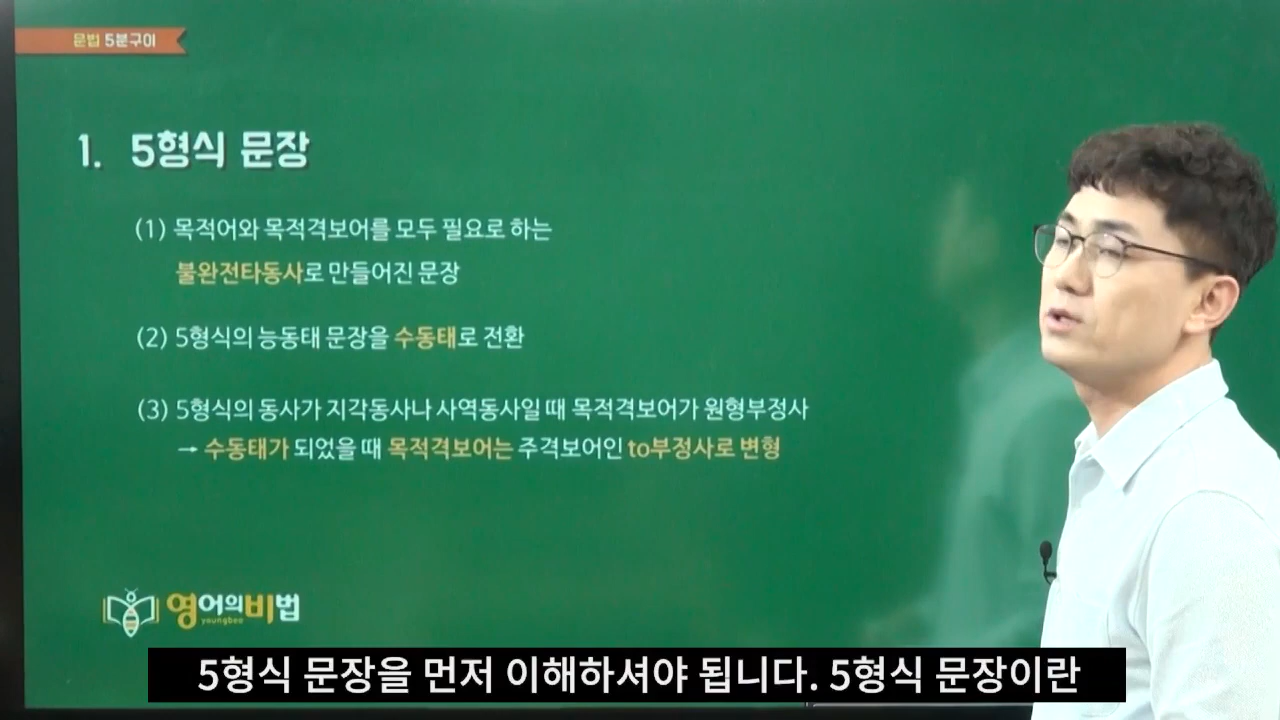 문법 5분구이
1. 5형식 문장
(1) 목적어와 목적격보어를 모두 필요로 하는
불완전타동사로 만들어진 문장
(2) 5형식의 능동태 문장을 수동태로 전환
(3) 5형식의 동사가 지각동사나 사역동사일 때 목적격보어가 원형부정사
→ 수동태가 되었을 때 목적격보어는 주격보어인 to부정사로 변형
영어의비법
youngbee
5형식 문장을 먼저 이해하셔야 됩니다. 5형식 문장이란